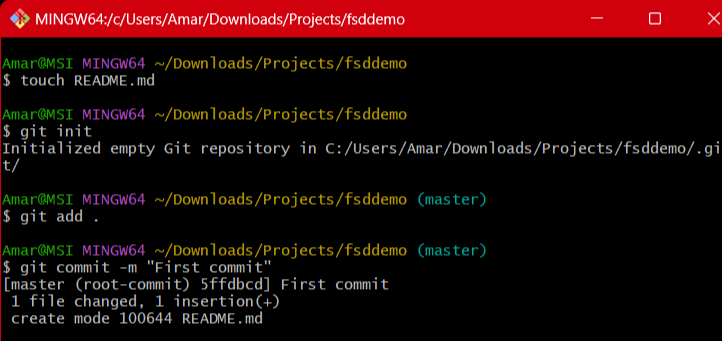 MINGW64:/c/Users/Amar/Downloads/Projects/fsddemo
Amar@MSI MINGW64 ~/Downloads/Projects/fsddemo
$ touch README.md
Amar@MSI MINGW64 ~/Downloads/Projects/fsddemo
$ git init
Initialized empty Git repository in C:/Users/Amar/Downloads/Projects/fsddemo/.gi
t/
Amar@MSI MINGW64 ~/Downloads/Projects/fsddemo (master)
$ git add .
Amar@MSI MINGW64 ~/Downloads/Projects/fsddemo (master)
$ git commit -m "First commit"
[master (root-commit) 5ffdbcd] First commit
 1 file changed, 1 insertion(+)
 create mode 100644 README.md